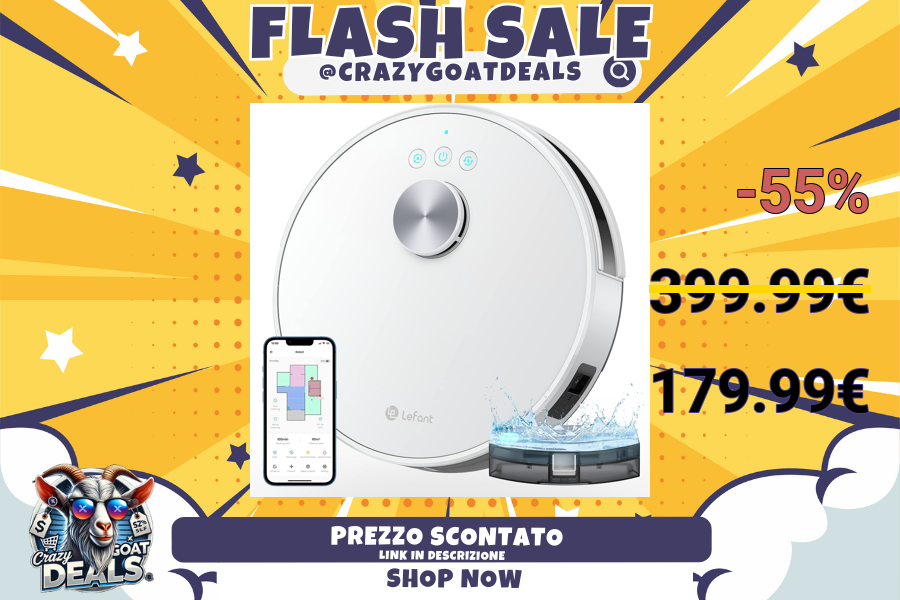 FLASH SALE
@CRAZYGOATDEALS
-55%
399.99€
179.99€
Lefant
$
52%
Crazy
GOAT
DEALS
PREZZO SCONTATO
LINK IN DESCRIZIONE
SHOP NOW